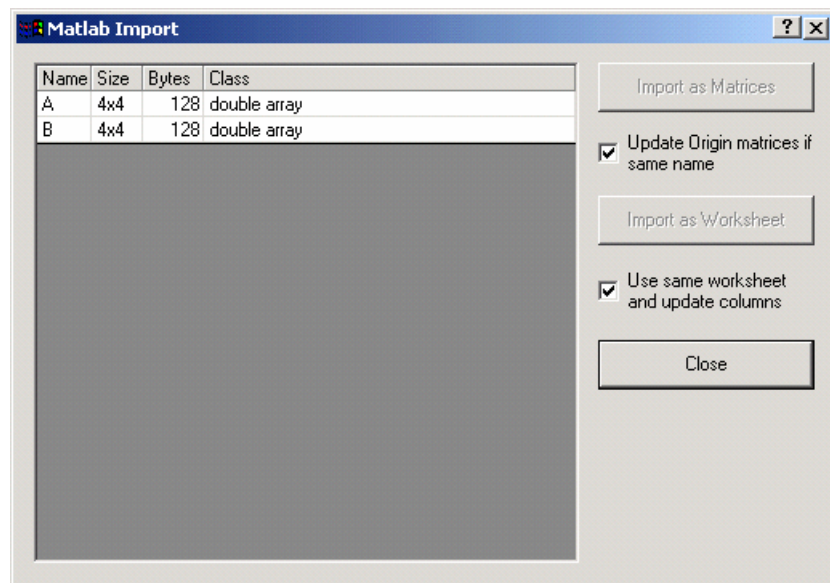 Matlab Import
Name Size Bytes Class
A 4x4 128 double array
B 4x4 128 double array
Import as Matrices
Update Origin matrices if
same name
Import as Worksheet
Use same worksheet
and update columns
Close